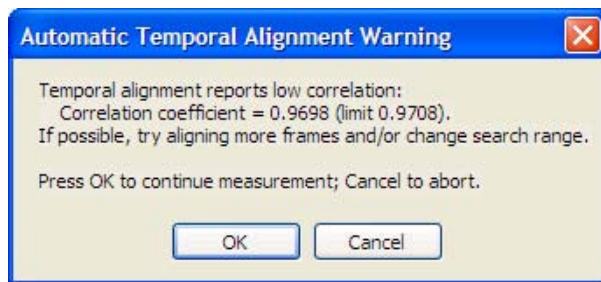 Automatic Temporal Alignment Warning
Temporal alignment reports low correlation:
Correlation coefficient = 0.9698 (limit 0.9708).
If possible, try aligning more frames and/or change search range.
Press OK to continue measurement; Cancel to abort.
OK
Cancel